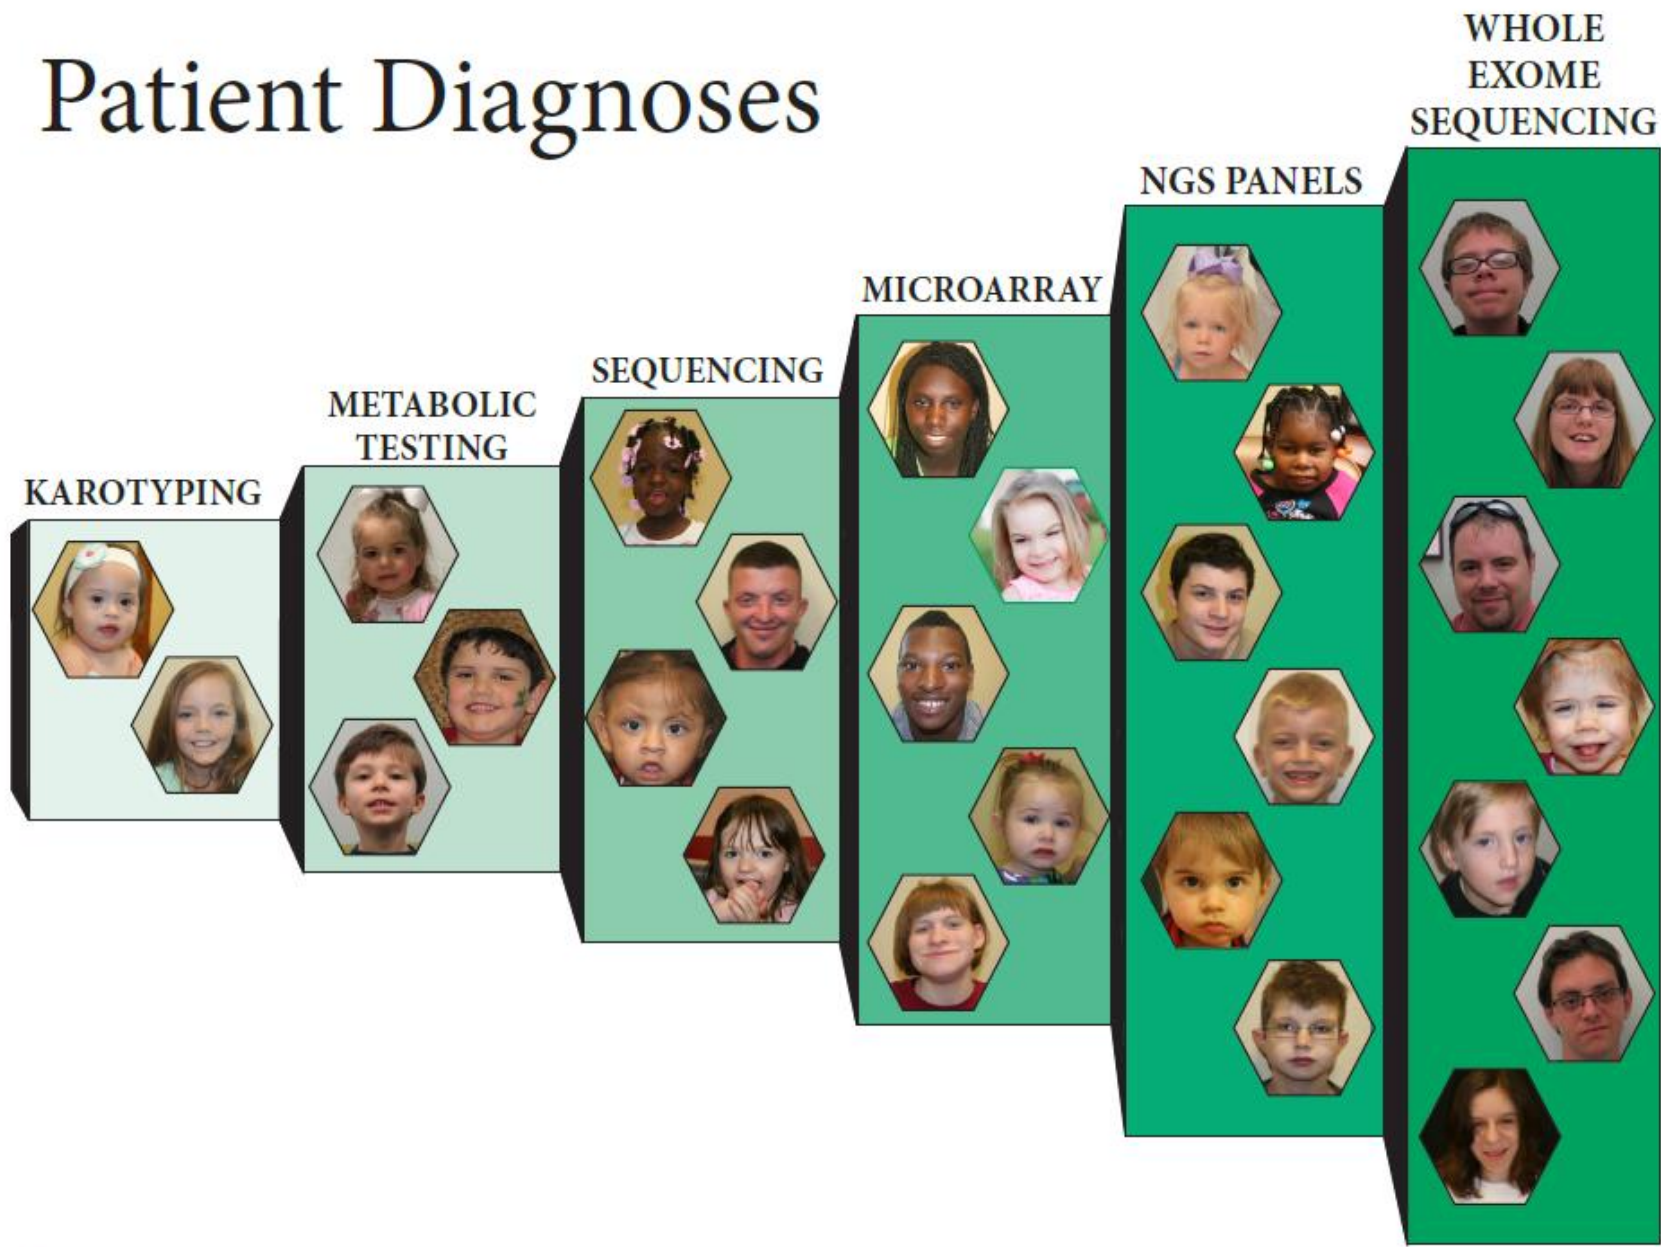 Patient Diagnoses
KAROTYPING
METABOLIC
TESTING
SEQUENCING
MICROARRAY
NGS PANELS
WHOLE
EXOME
SEQUENCING